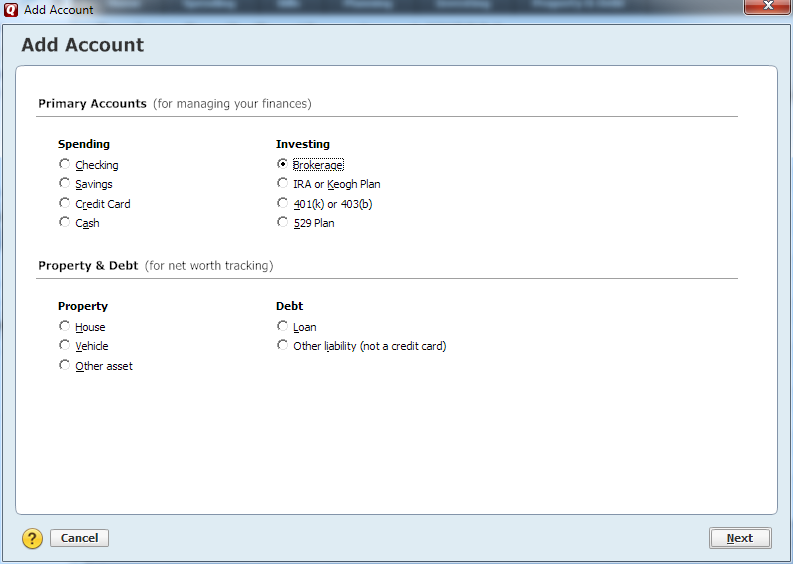 Add Account
Add Account
Primary Accounts (for managing your finances)
Spending
Checking
Savings
Credit Card
Cash
Investing
Brokerage
IRA or Keogh Plan
401(k) or 403(b)
529 Plan
Property & Debt (for net worth tracking)
Property
House
Vehicle
Other asset
Debt
Loan
Other liability (not a credit card)
? Cancel
Next